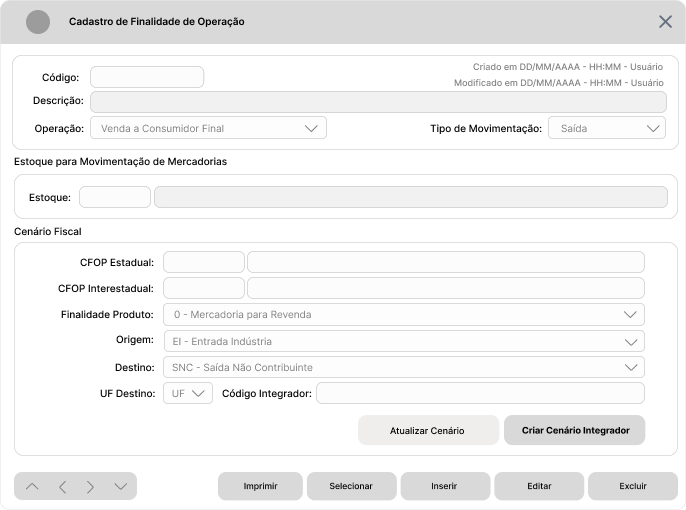 Cadastro de Finalidade de Operação
Criado em DD/MM/AAAA - HH:MM - Usuário
Código:
Modificado em DD/MM/AAAA - HH:MM - Usuário
Descrição:
Operação: Venda a Consumidor Final Tipo de Movimentação: Saída
Estoque para Movimentação de Mercadorias
Estoque:
Cenário Fiscal
CFOP Estadual:
CFOP Interestadual:
Finalidade Produto: 0 - Mercadoria para Revenda
Origem: EI - Entrada Indústria
Destino: SNC - Saída Não Contribuinte
UF Destino: UF Código Integrador:
Atualizar Cenário Criar Cenário Integrador
Imprimir Selecionar Inserir Editar Excluir